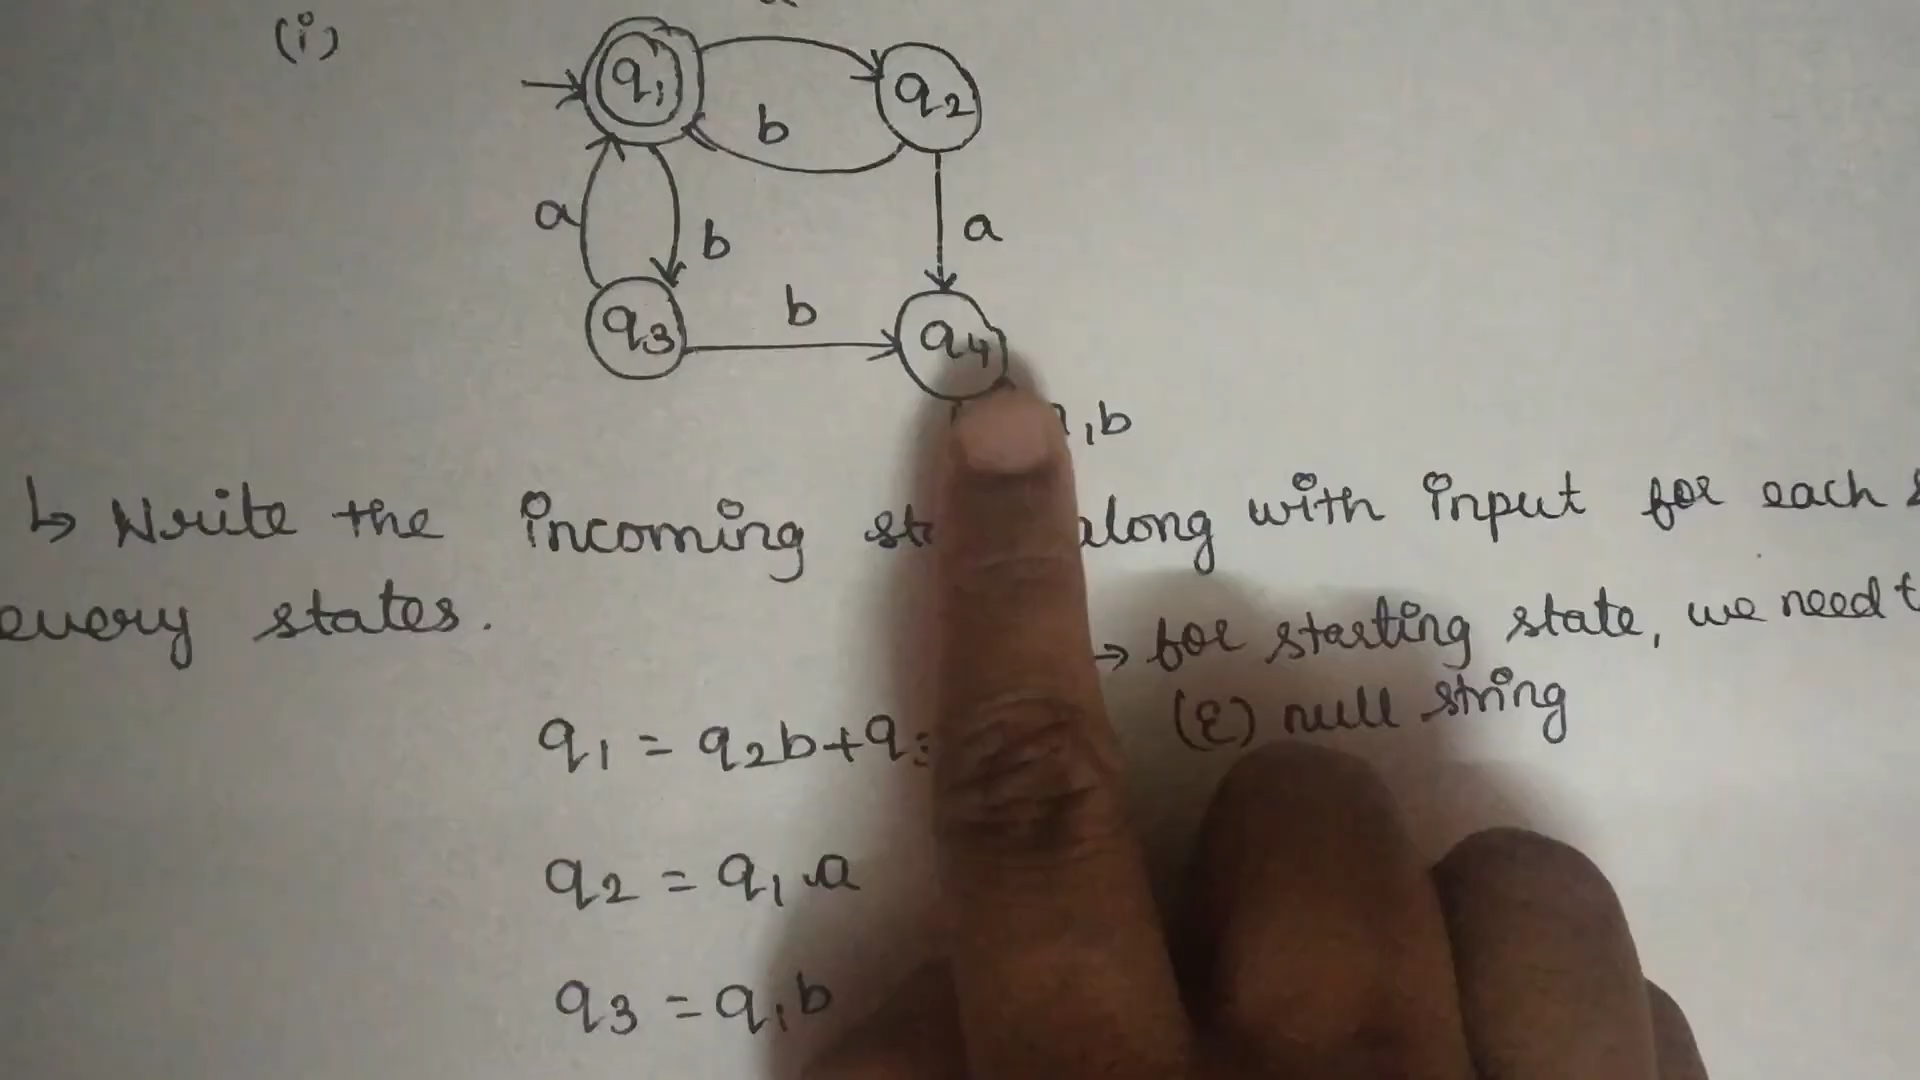 (i)
q1 q2
b
a b a
b
q3 q4
,b
↳ Write the incoming along with input for each
every states.
→ for starting state, we need
(ε) null string
q1 = q2b+q
q2 = q1.a
q3 = q1b